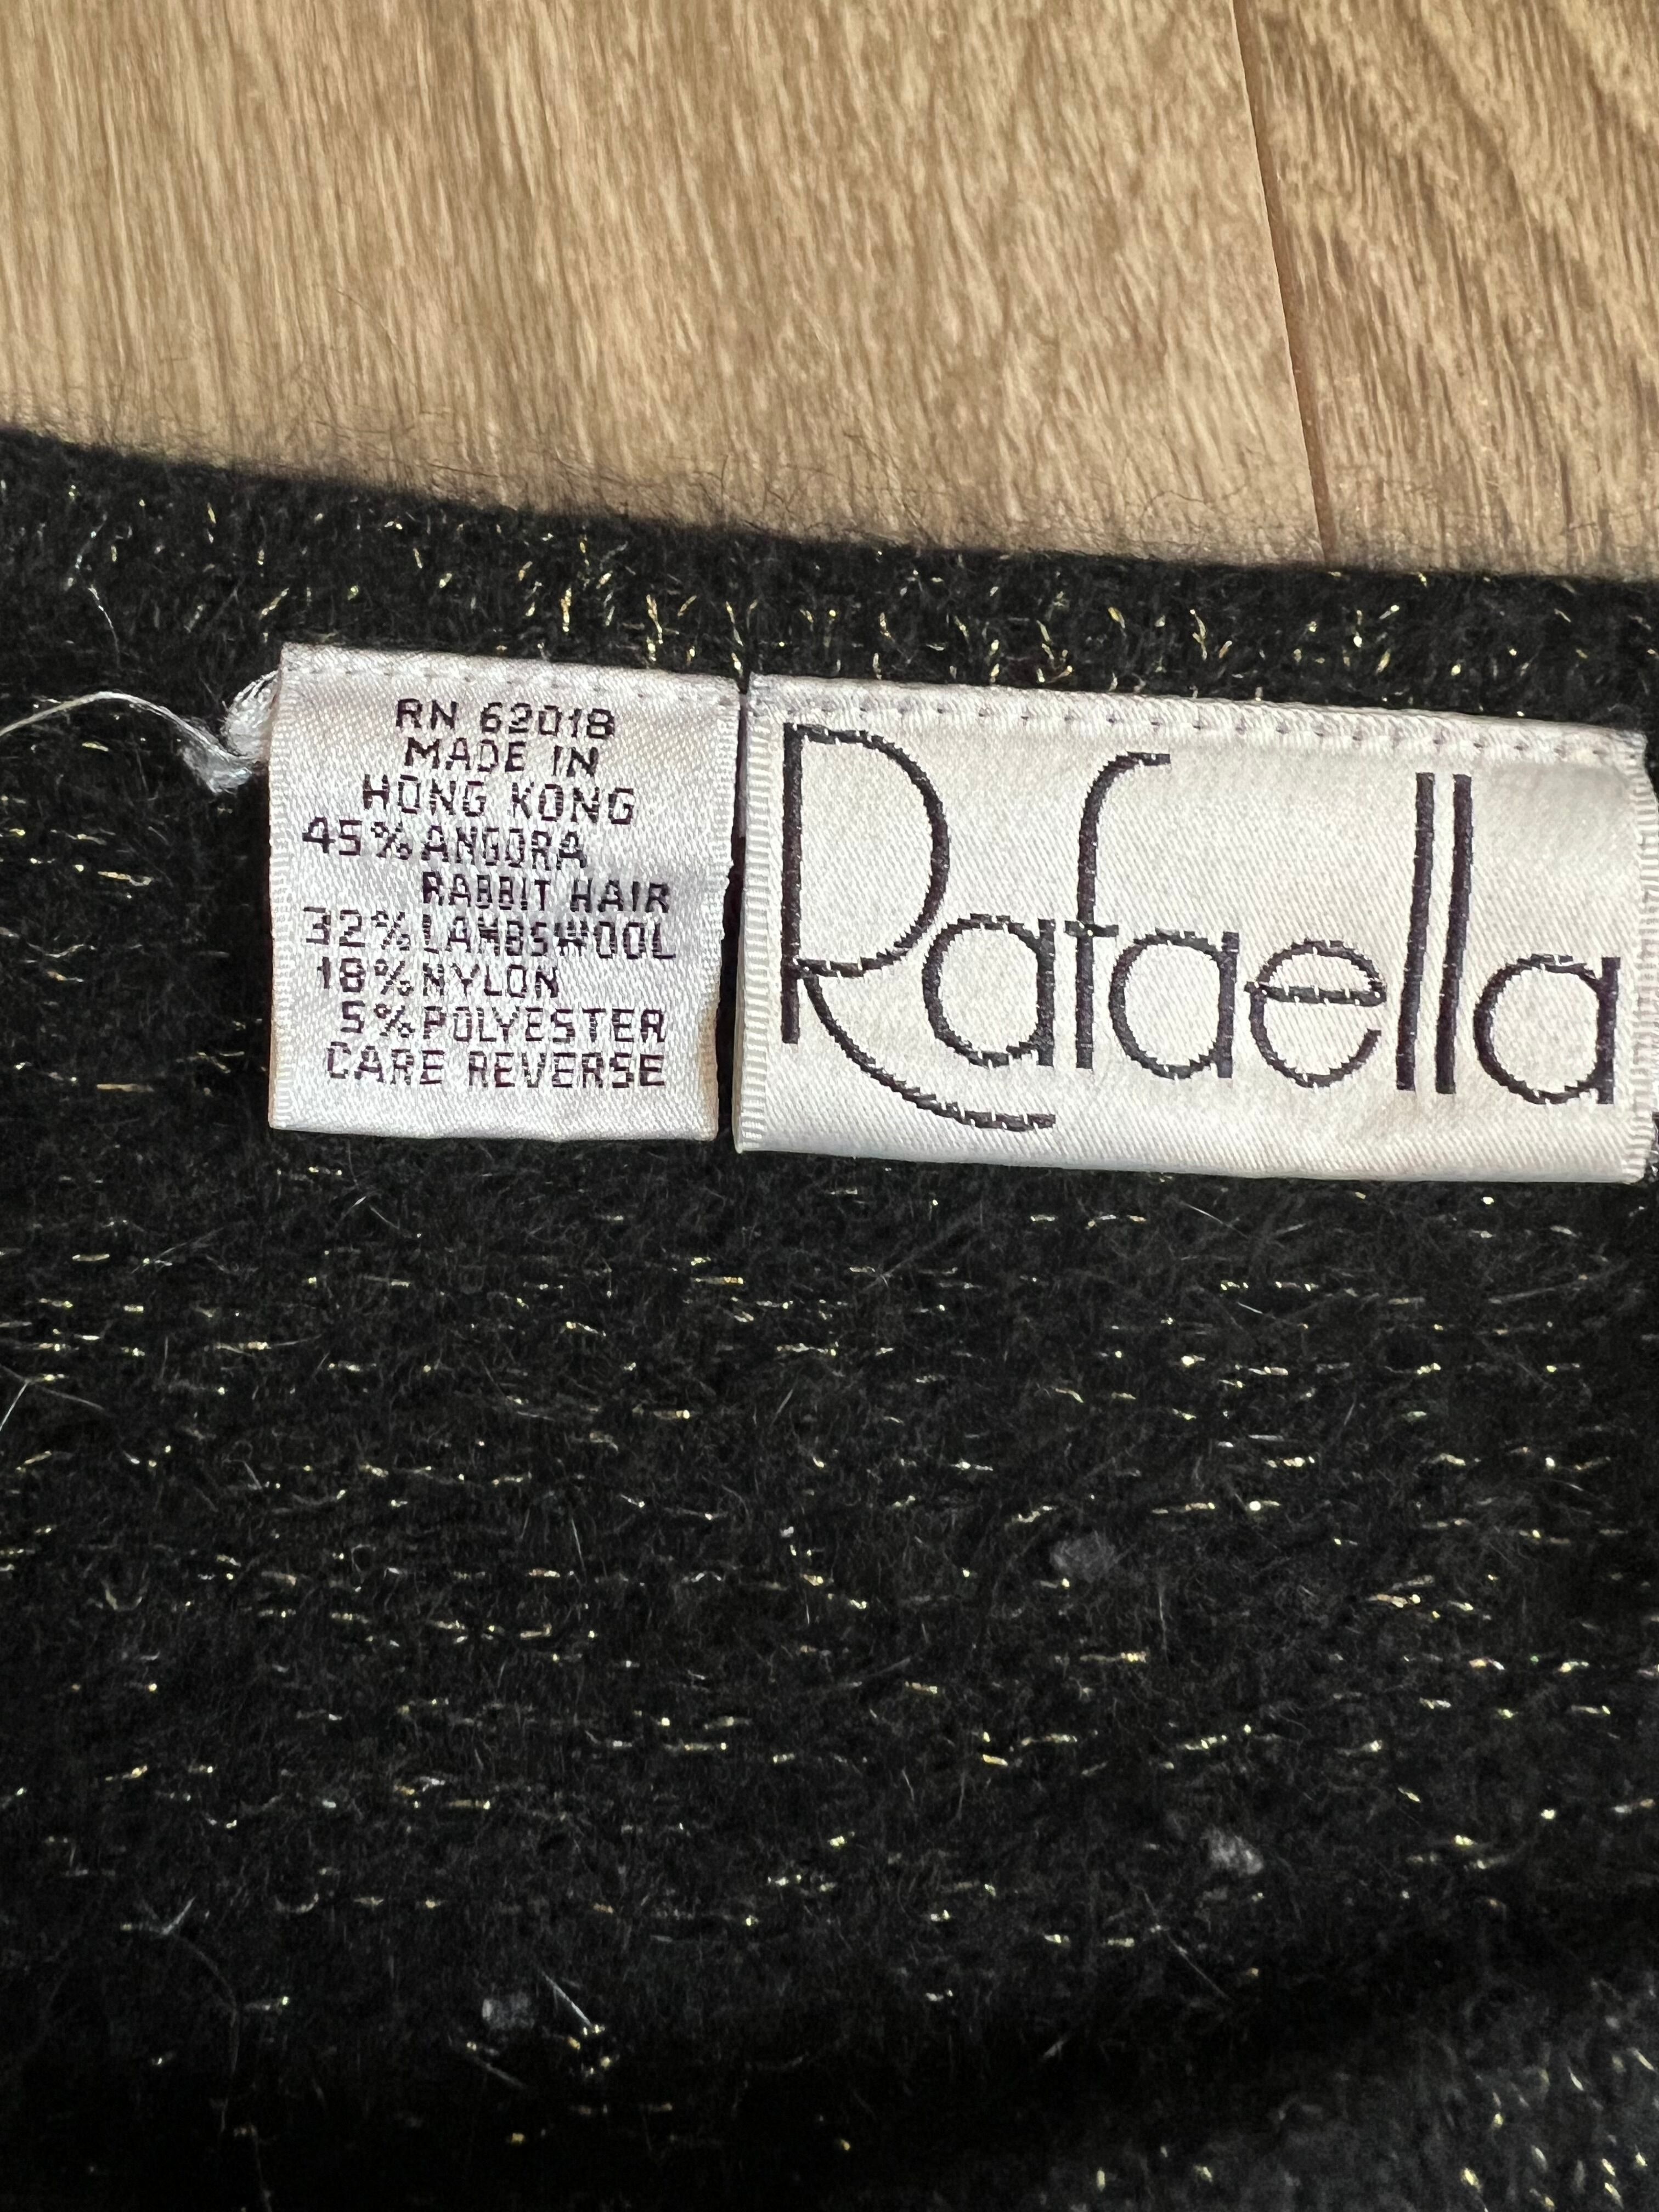 RN 62018
MADE IN
HONG KONG
45% ANGORA
RABBIT HAIR
32% LAMBSWOOL
18% NYLON
5% POLYESTER
CARE REVERSE
Rafaella